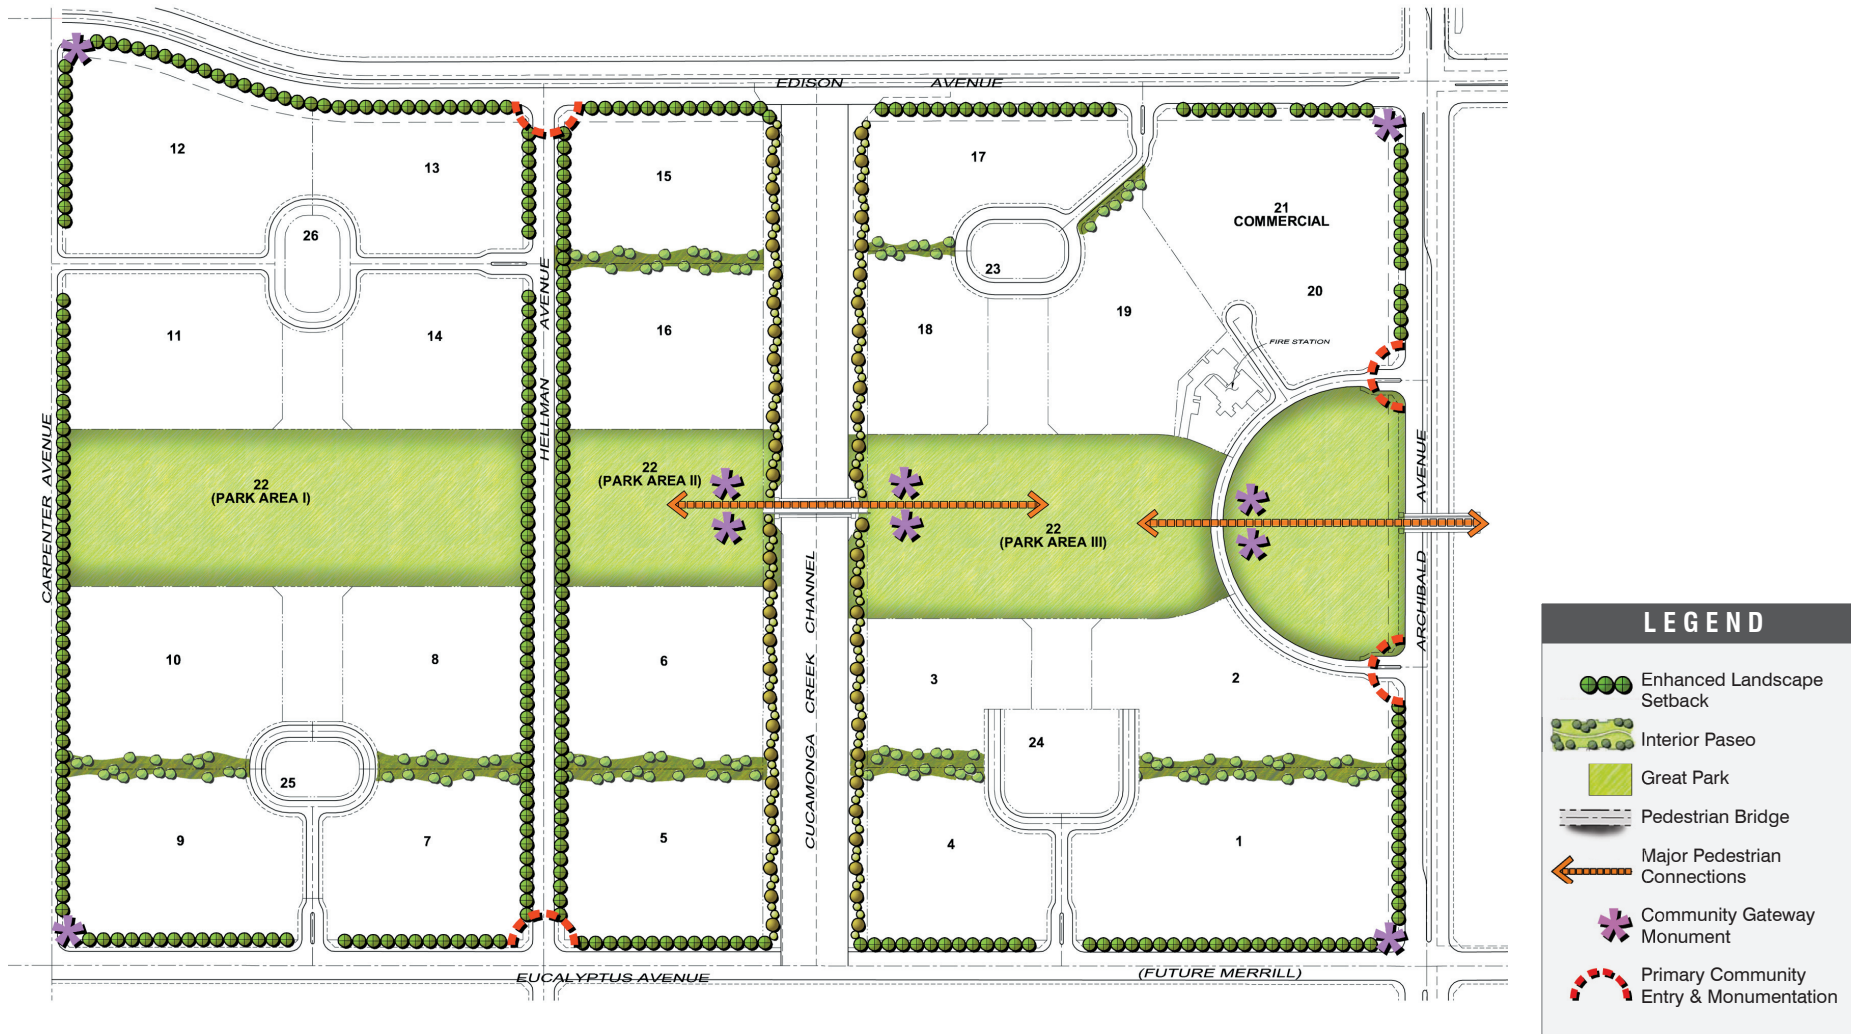 EDISON AVENUE
12
13
15
17
21
COMMERCIAL
26
23
20
11
14
16
18
19
FIRE STATION
CARPENTER AVENUE
HELLMAN AVENUE
22
(PARK AREA I)
22
(PARK AREA II)
22
(PARK AREA III)
CUCAMONGA CREEK CHANNEL
ARCHIBALD AVENUE
10
8
6
3
2
24
25
9
7
5
4
1
EUCALYPTUS AVENUE
(FUTURE MERRILL)
LEGEND
Enhanced Landscape
Setback
Interior Paseo
Great Park
Pedestrian Bridge
Major Pedestrian
Connections
Community Gateway
Monument
Primary Community
Entry & Monumentation